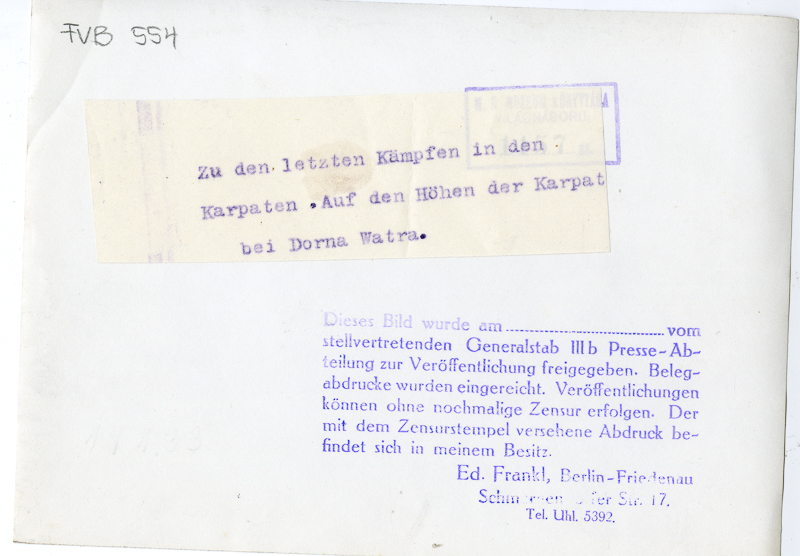 FVB 554
Zu den letzten Kämpfen in den
Karpaten .Auf den Höhen der Karpat
bei Dorna Watra.
Dieses Bild wurde am ........................ vom
stellvertretenden Generalstab IIIb Presse-Ab-
teilung zur Veröffentlichung freigegeben. Beleg-
abdrucke wurden eingereicht. Veröffentlichungen
können ohne nochmalige Zensur erfolgen. Der
mit dem Zensurstempel versehene Abdruck be-
findet sich in meinem Besitz.
Ed. Frankl, Berlin-Friedenau
Str. 17.
Tel. Uhl. 5392.